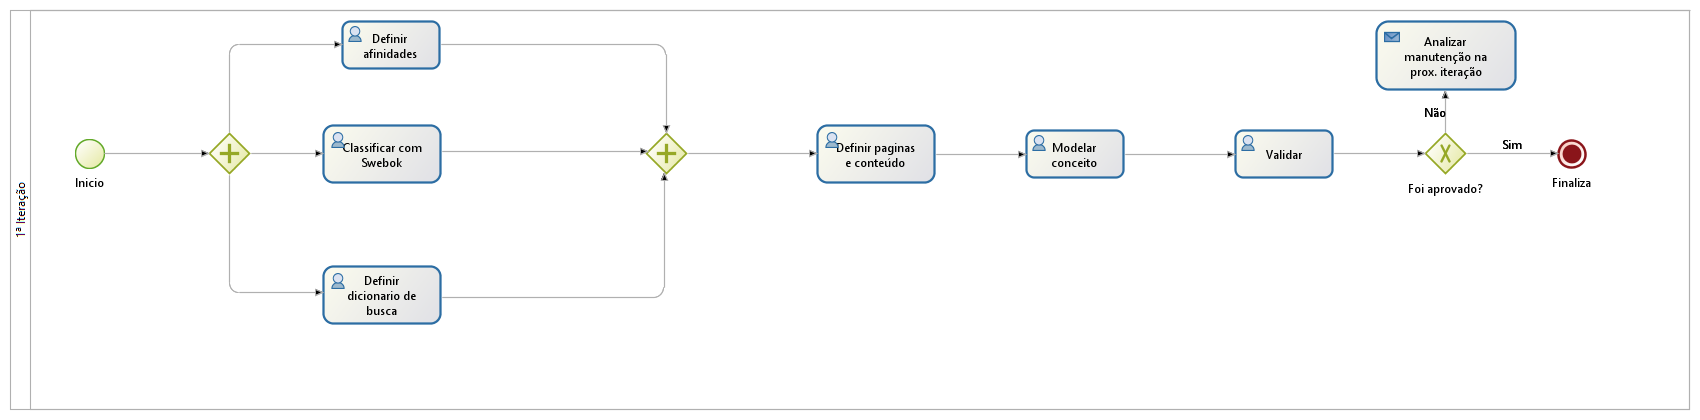 1ª Iteração
Inicio
Definir
afinidades
Classificar com
Swebok
Definir
dicionario de
busca
Definir paginas
e conteúdo
Modelar
conceito
Validar
Foi aprovado?
Não
Analizar
manutenção na
prox. iteração
Sim
Finaliza